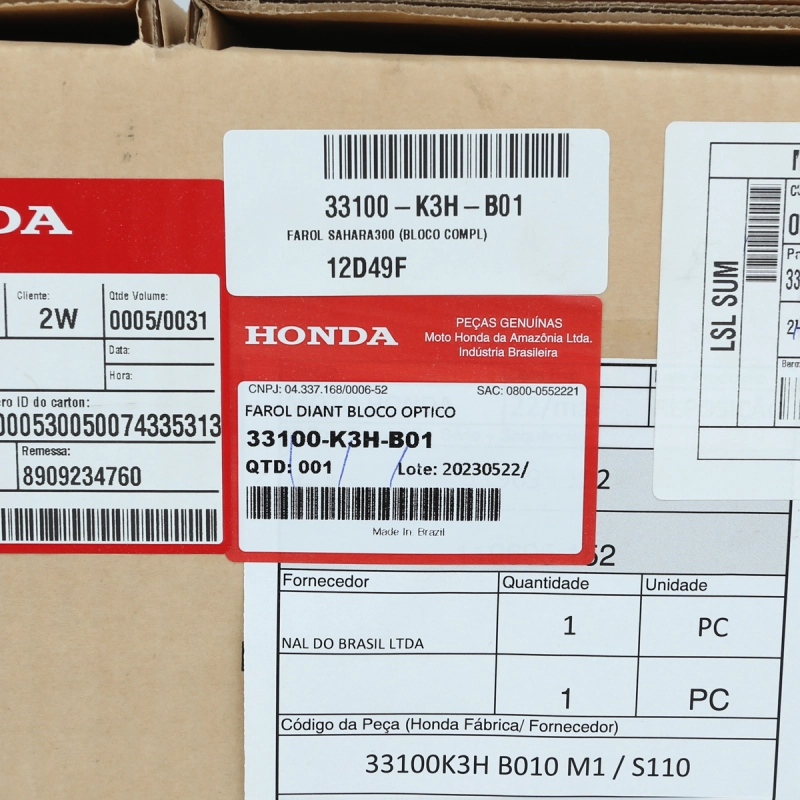 33100-K3H-B01
FAROL SAHARA300 (BLOCO COMPL)
12D49F
DA
Cliente:
2W
Qtde Volume:
0005/0031
Data:
Hora:
ro ID do carton:
000530050074335313
Remessa:
8909234760
HONDA
PEÇAS GENUÍNAS
Moto Honda da Amazônia Ltda.
Indústria Brasileira
CNPJ: 04.337.168/0006-52
SAC: 0800-0552221
FAROL DIANT BLOCO OPTICO
33100-K3H-B01
QTD: 001
Lote: 20230522/
Made In Brazil
LSL SUM
33
2
52
Fornecedor
Quantidade
Unidade
NAL DO BRASIL LTDA
1
PC
1
PC
Código da Peça (Honda Fábrica/ Fornecedor)
33100K3H B010 M1 / S110